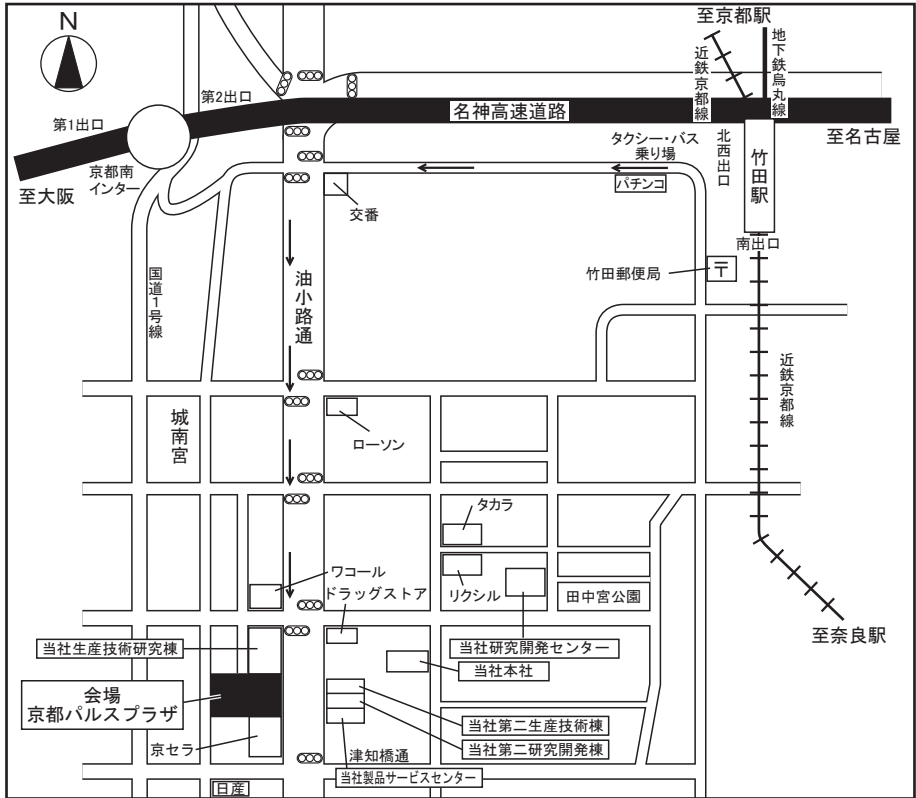 N
至京都駅
近鉄京都線
地下鉄烏丸線
第2出口
第1出口
名神高速道路
至名古屋
京都南
インター
至大阪
タクシー・バス
乗り場
北西出口
竹田駅
パチンコ
交番
南出口
竹田郵便局
〒
国道1号線
油小路通
近鉄京都線
城南宮
ローソン
タカラ
ワコール
ドラッグストア
リクシル
田中宮公園
至奈良駅
当社生産技術研究棟
当社研究開発センター
当社本社
会場
京都パルスプラザ
当社第二生産技術棟
当社第二研究開発棟
京セラ
津知橋通
当社製品サービスセンター
日産